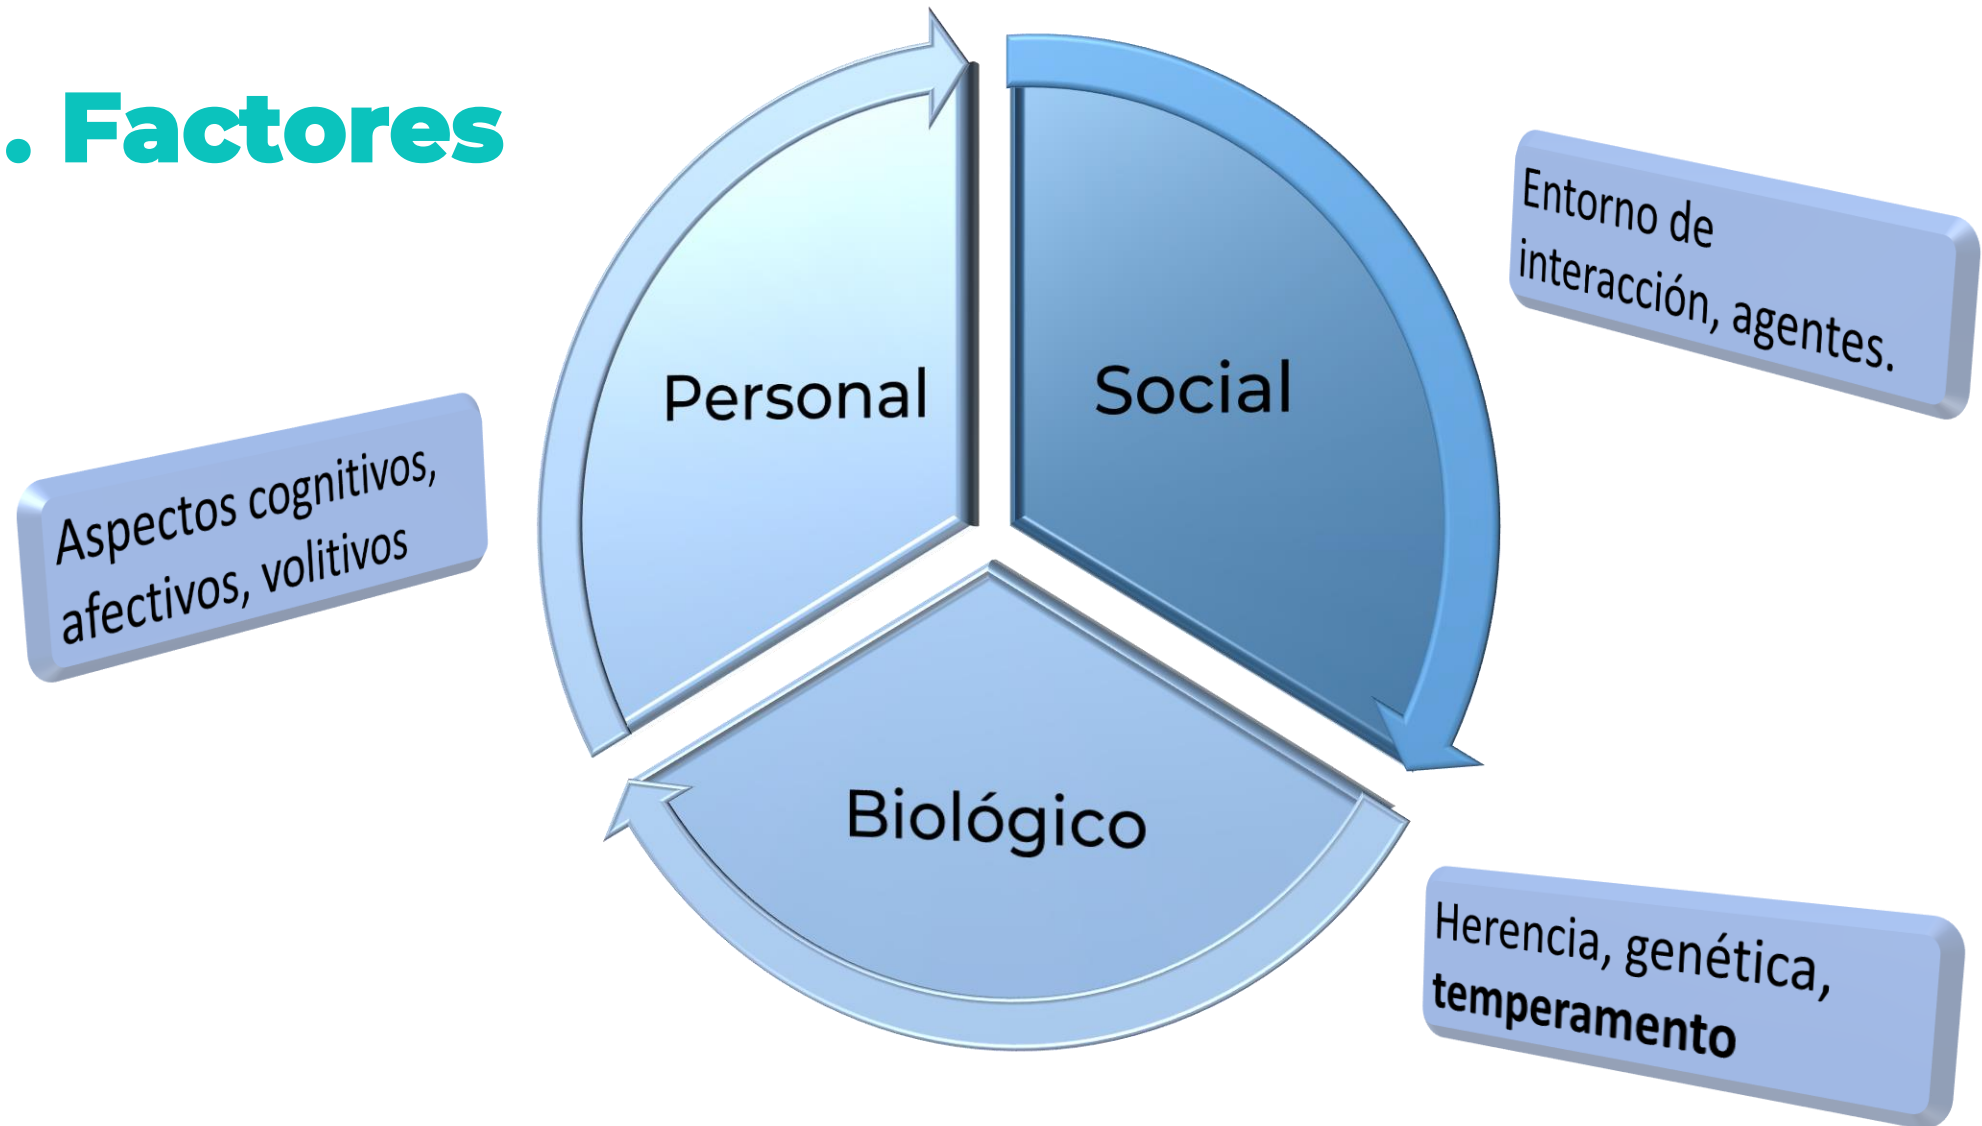 . Factores
Personal
Social
Biológico
Entorno de
interacción, agentes.
Aspectos cognitivos,
afectivos, volitivos
Herencia, genética,
temperamento